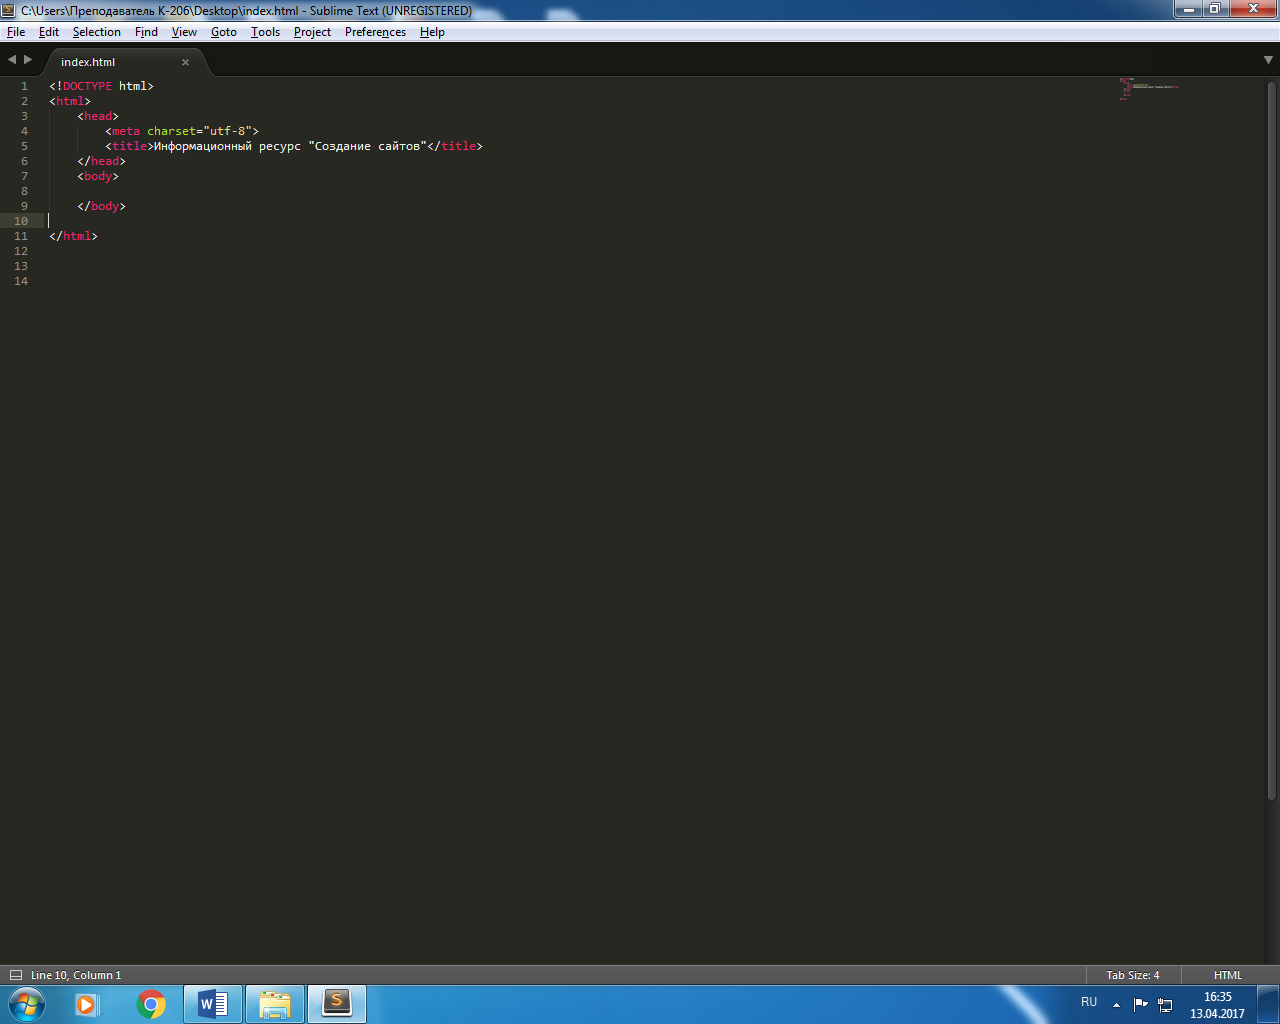 C:\Users\Преподаватель К-206\Desktop\index.html - Sublime Text (UNREGISTERED)
File Edit Selection Find View Goto Tools Project Preferences Help
index.html
1 <!DOCTYPE html>
2 <html>
3 <head>
4 <meta charset="utf-8">
5 <title>Информационный ресурс "Создание сайтов"</title>
6 </head>
7 <body>
8
9 </body>
10
11 </html>
12
13
14
Line 10, Column 1 Tab Size: 4 HTML
RU 16:35
13.04.2017